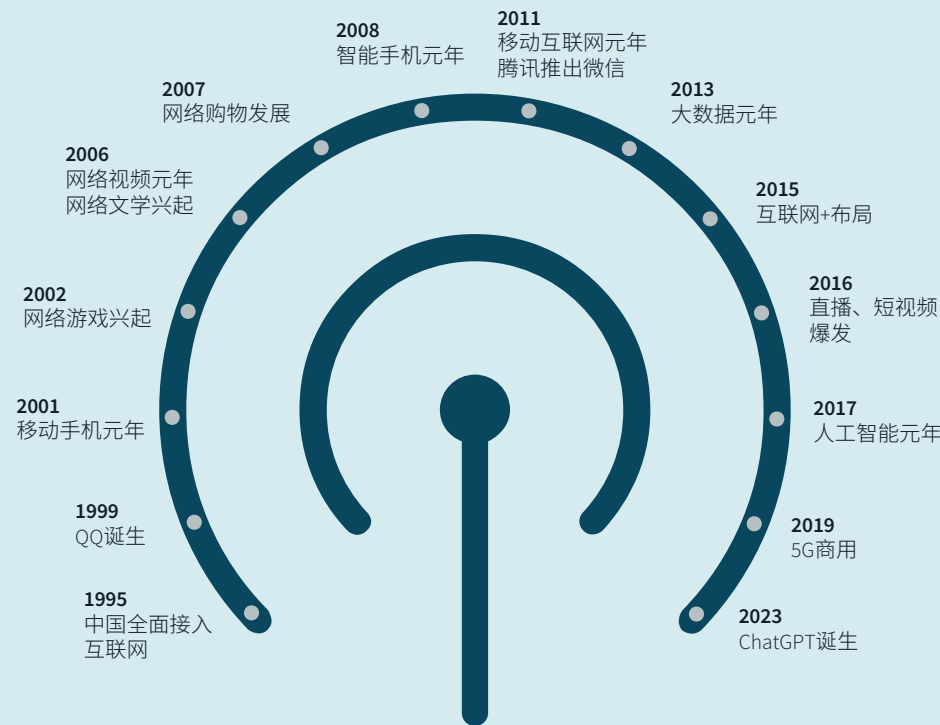 1995
中国全面接入
互联网
1999
QQ诞生
2001
移动手机元年
2002
网络游戏兴起
2006
网络视频元年
网络文学兴起
2007
网络购物发展
2008
智能手机元年
2011
移动互联网元年
腾讯推出微信
2013
大数据元年
2015
互联网+布局
2016
直播、短视频
爆发
2017
人工智能元年
2019
5G商用
2023
ChatGPT诞生